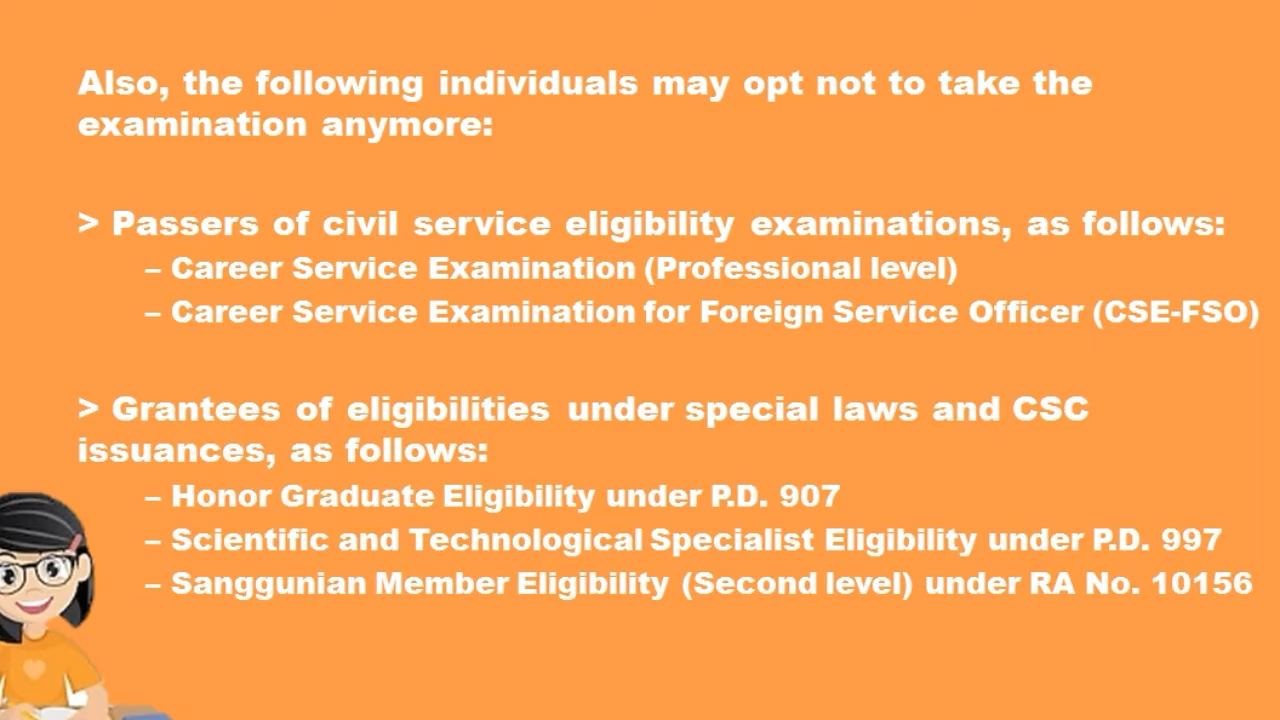 Also, the following individuals may opt not to take the
examination anymore:
> Passers of civil service eligibility examinations, as follows:
– Career Service Examination (Professional level)
– Career Service Examination for Foreign Service Officer (CSE-FSO)
> Grantees of eligibilities under special laws and CSC
issuances, as follows:
– Honor Graduate Eligibility under P.D. 907
– Scientific and Technological Specialist Eligibility under P.D. 997
– Sanggunian Member Eligibility (Second level) under RA No. 10156